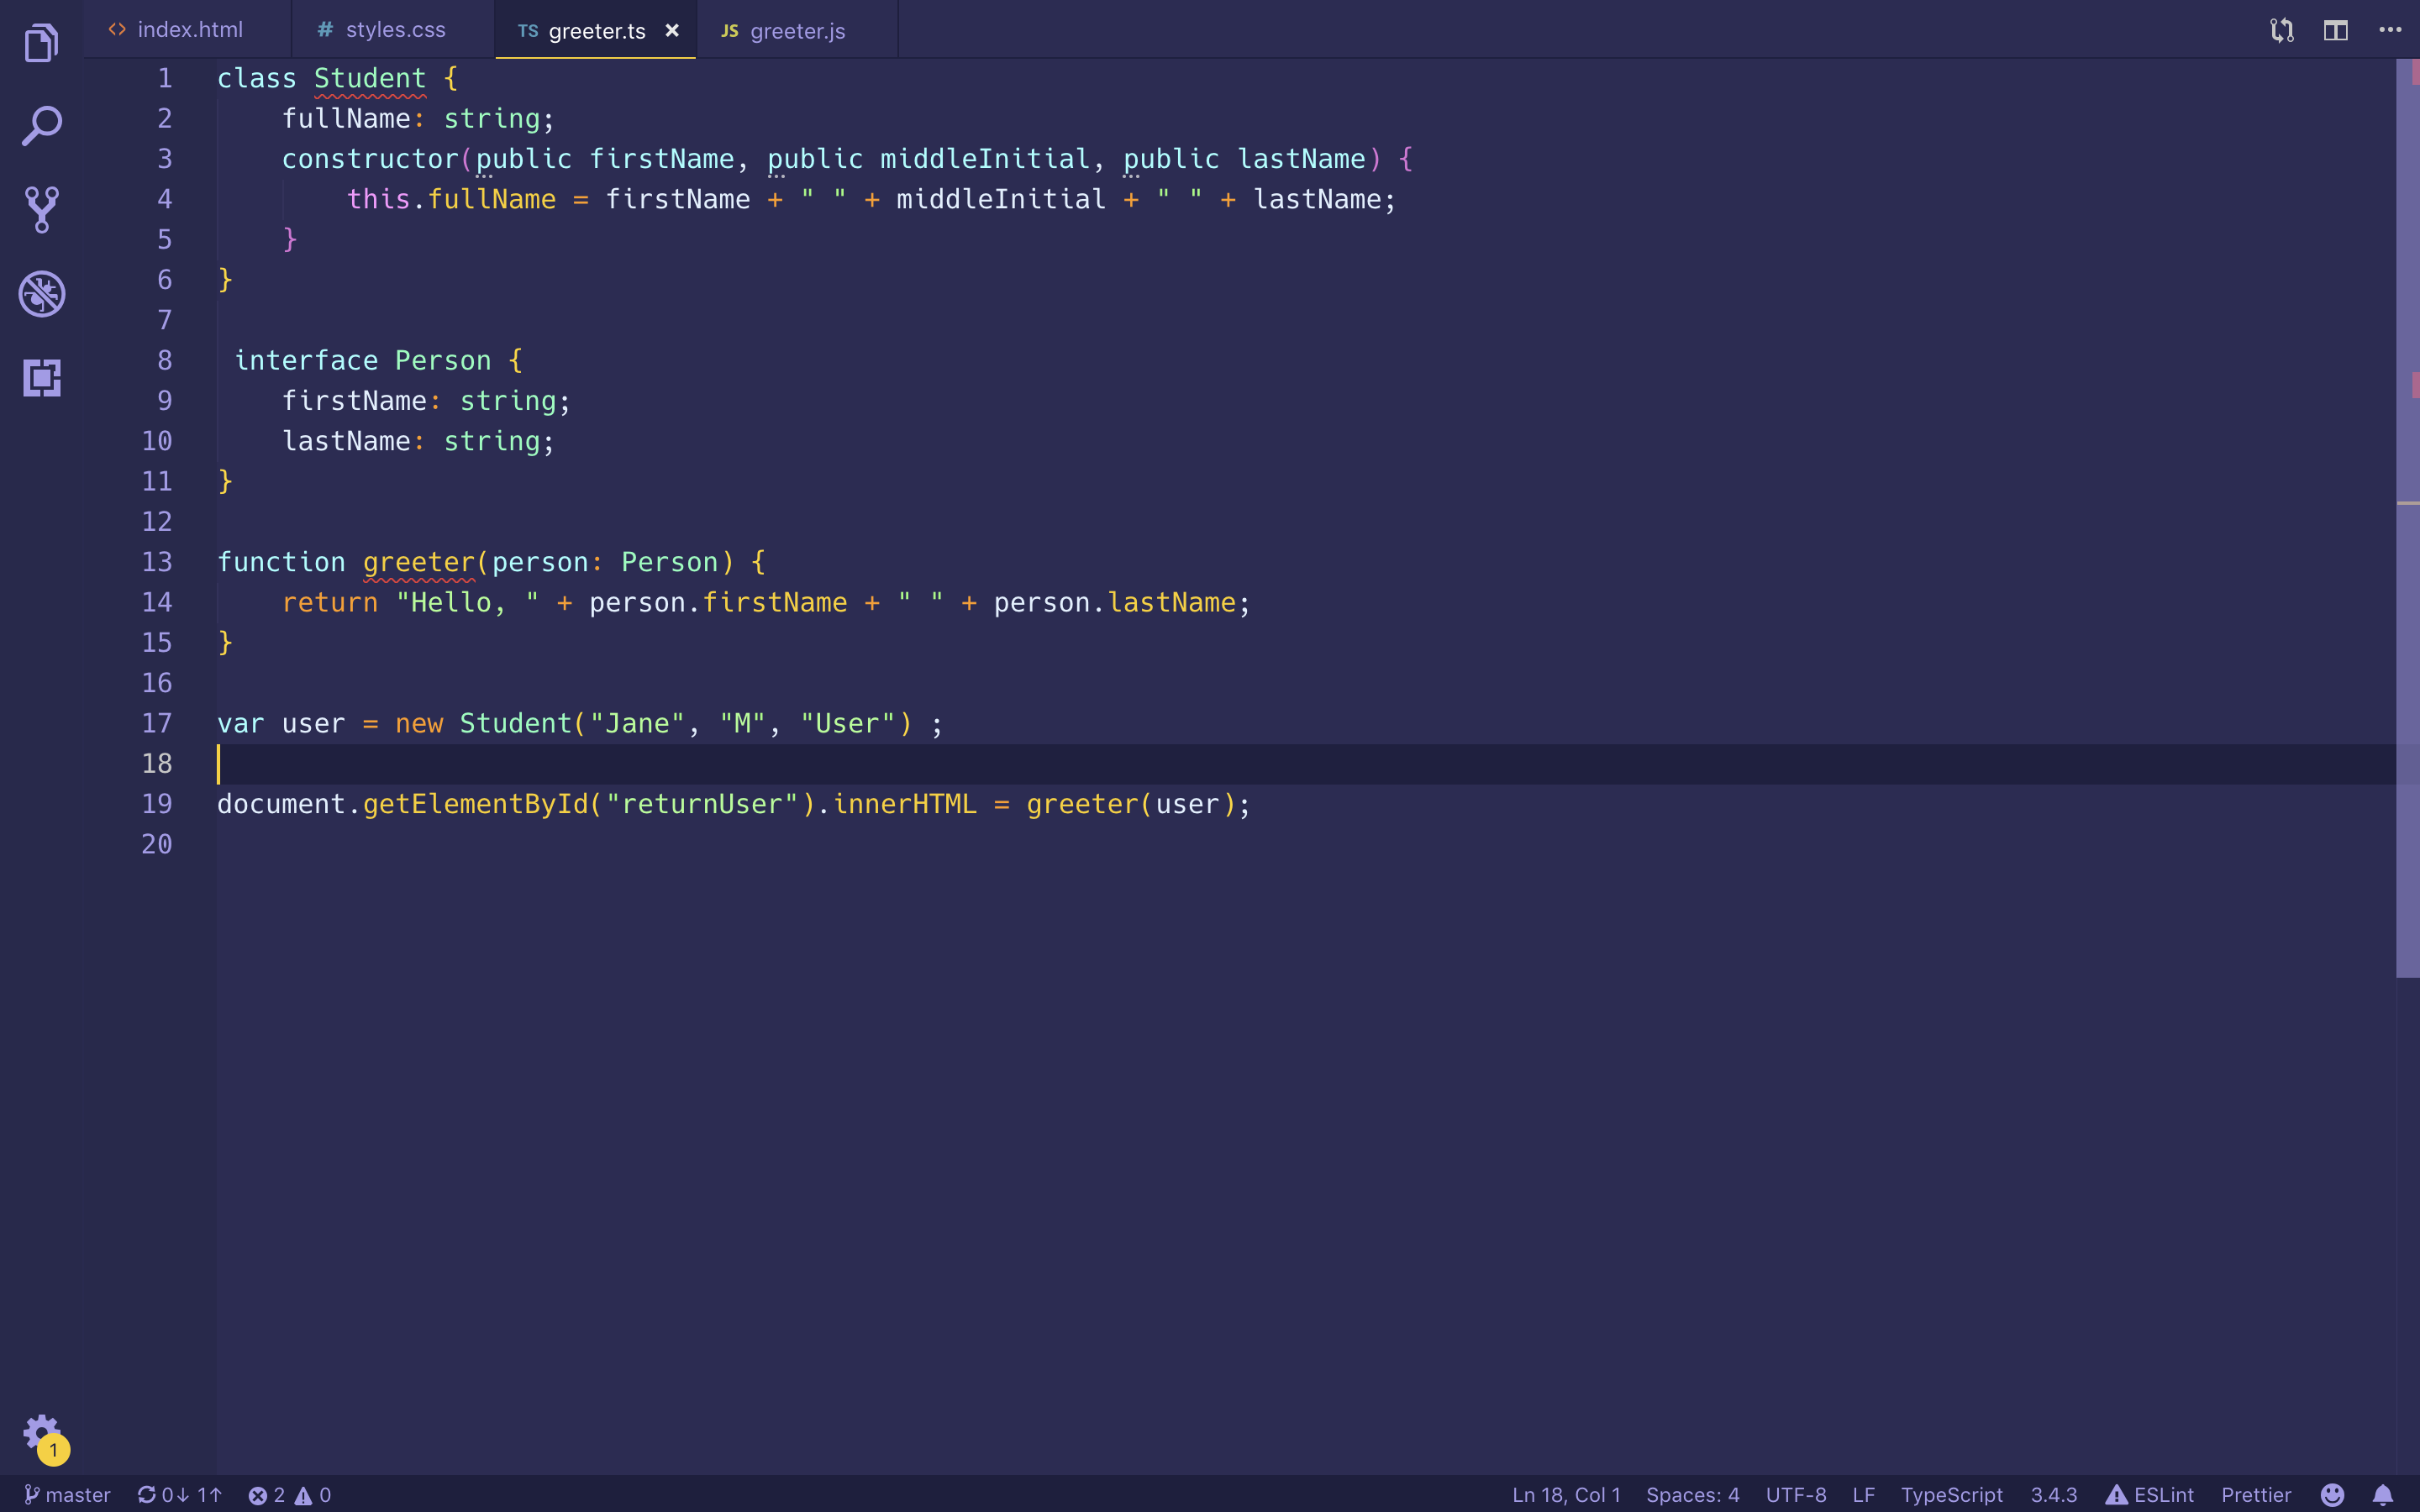 index.html # styles.css TS greeter.ts JS greeter.js
1 class Student {
2     fullName: string;
3     constructor(public firstName, public middleInitial, public lastName) {
4         this.fullName = firstName + " " + middleInitial + " " + lastName;
5     }
6 }
7
8  interface Person {
9     firstName: string;
10     lastName: string;
11 }
12
13 function greeter(person: Person) {
14     return "Hello, " + person.firstName + " " + person.lastName;
15 }
16
17 var user = new Student("Jane", "M", "User") ;
18
19 document.getElementById("returnUser").innerHTML = greeter(user);
20
1
master 0↓ 1↑ 2 0 Ln 18, Col 1 Spaces: 4 UTF-8 LF TypeScript 3.4.3 ESLint Prettier